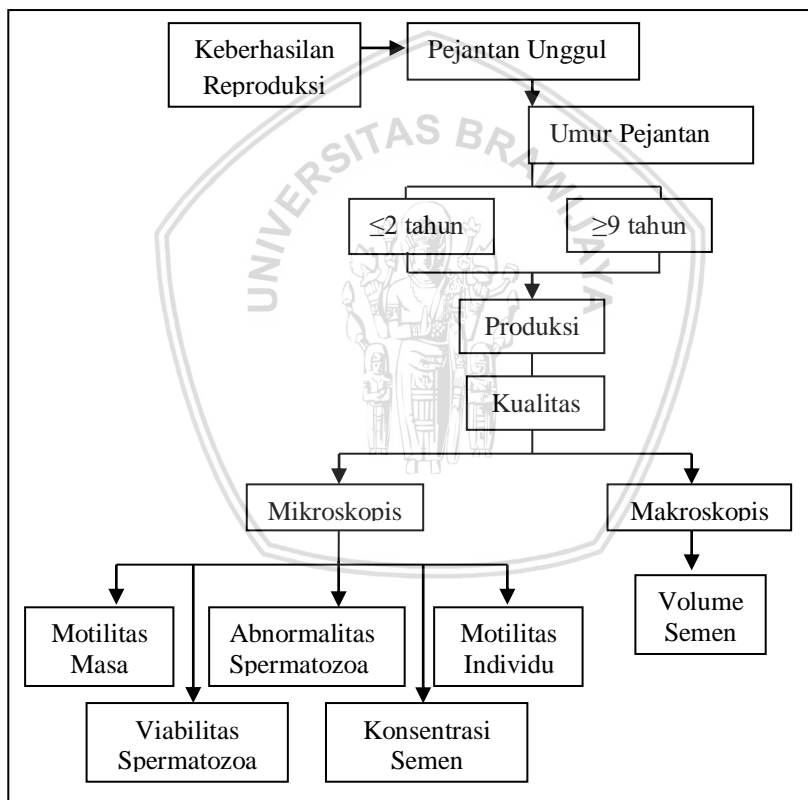 Keberhasilan
Reproduksi
Pejantan Unggul
Umur Pejantan
UNIVERSITAS BRAWIJAYA
≤2 tahun
≥9 tahun
Produksi
Kualitas
Mikroskopis
Makroskopis
Motilitas
Masa
Abnormalitas
Spermatozoa
Motilitas
Individu
Volume
Semen
Viabilitas
Spermatozoa
Konsentrasi
Semen